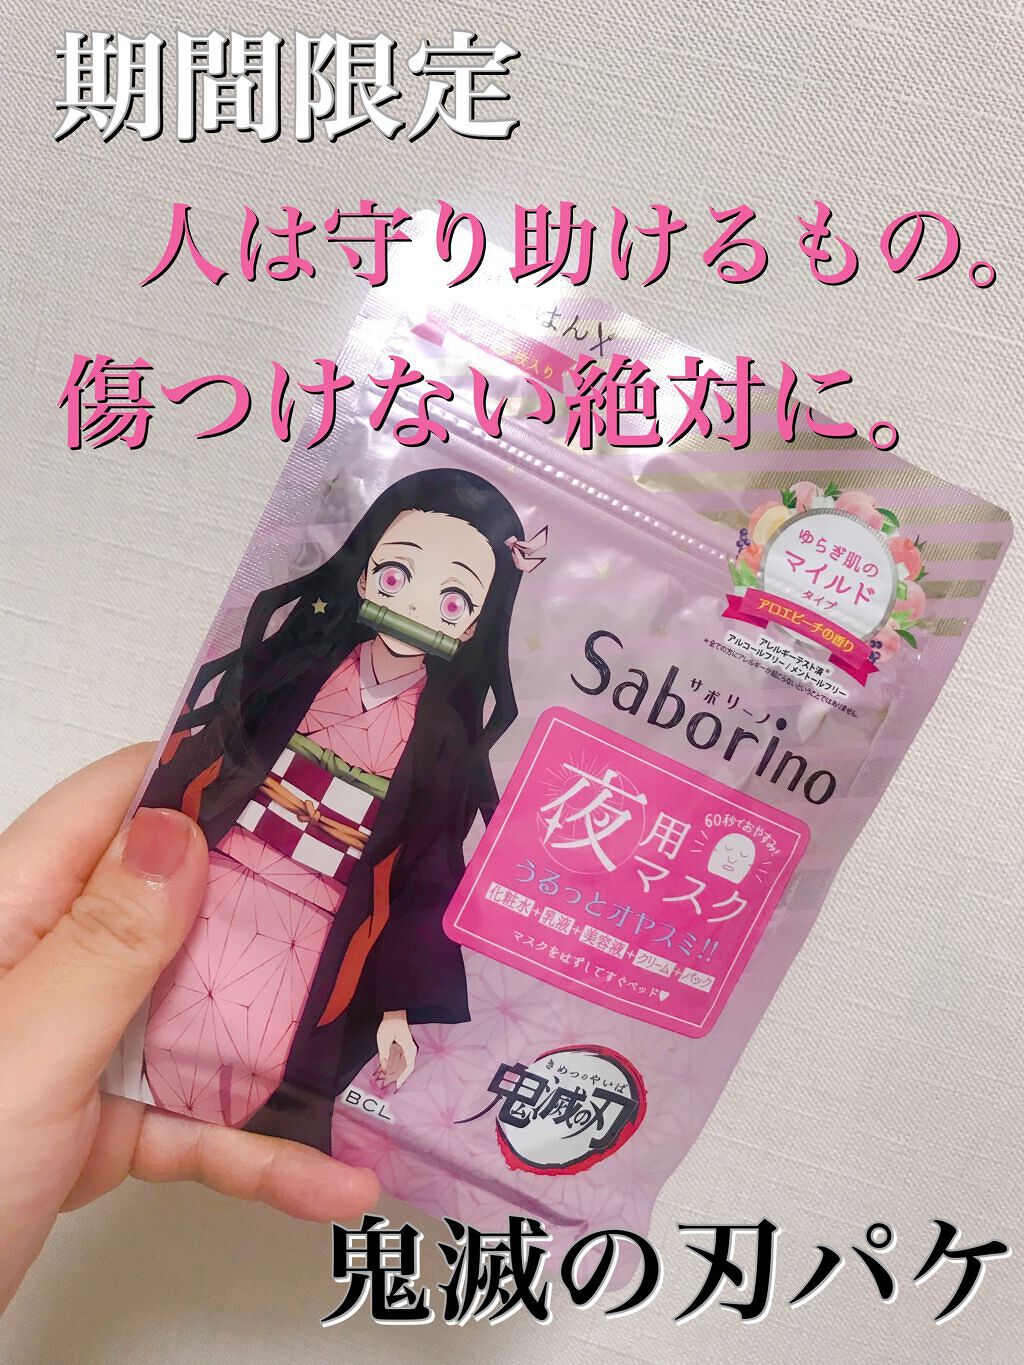 期間限定
人は守り助けるもの。
傷つけない絶対に。
はん
枚入り
ゆらぎ肌の
マイルド
タイプ
アロエピーチの香り
アレルギーテスト済*
アルコールフリー/メントールフリー
*全ての方にアレルギーが起こらないということではありません。
Saborino
サボリーノ
夜用マスク
60秒でおやすみ!
うるっとオヤスミ!!
化粧水+乳液+美容液+クリーム+パック
マスクをはずしてすぐベッド♥
きめつのやいば
鬼滅の刃
BCL
鬼滅の刃パケ